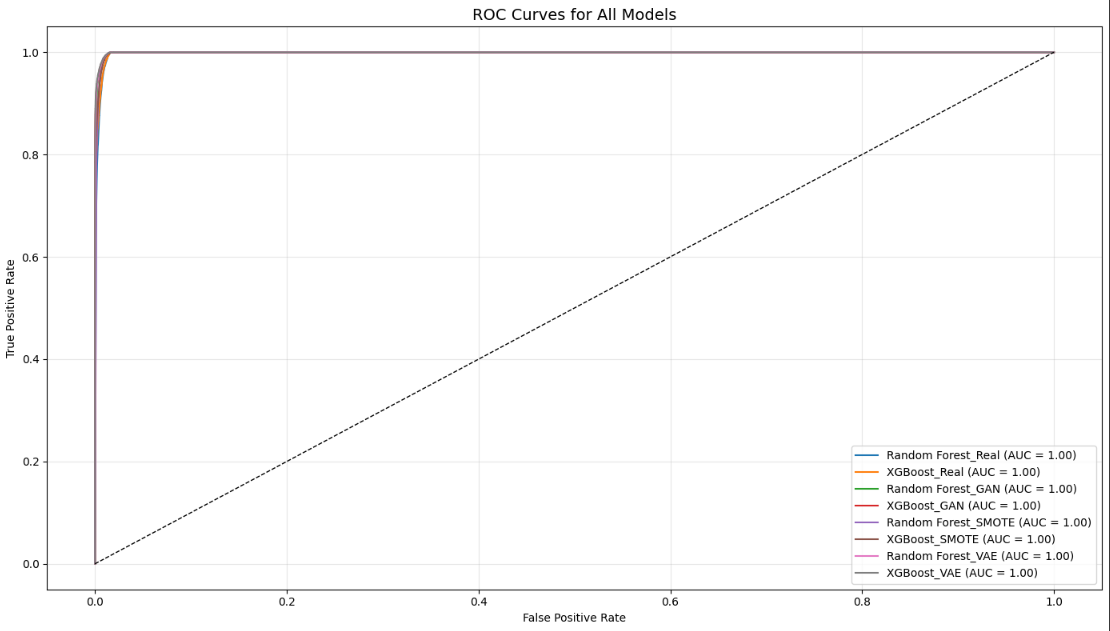 ROC Curves for All Models
True Positive Rate
1.0
0.8
0.6
0.4
0.2
0.0
Random Forest_Real (AUC = 1.00)
XGBoost_Real (AUC = 1.00)
Random Forest_GAN (AUC = 1.00)
XGBoost_GAN (AUC = 1.00)
Random Forest_SMOTE (AUC = 1.00)
XGBoost_SMOTE (AUC = 1.00)
Random Forest_VAE (AUC = 1.00)
XGBoost_VAE (AUC = 1.00)
0.0 0.2 0.4 0.6 0.8 1.0
False Positive Rate